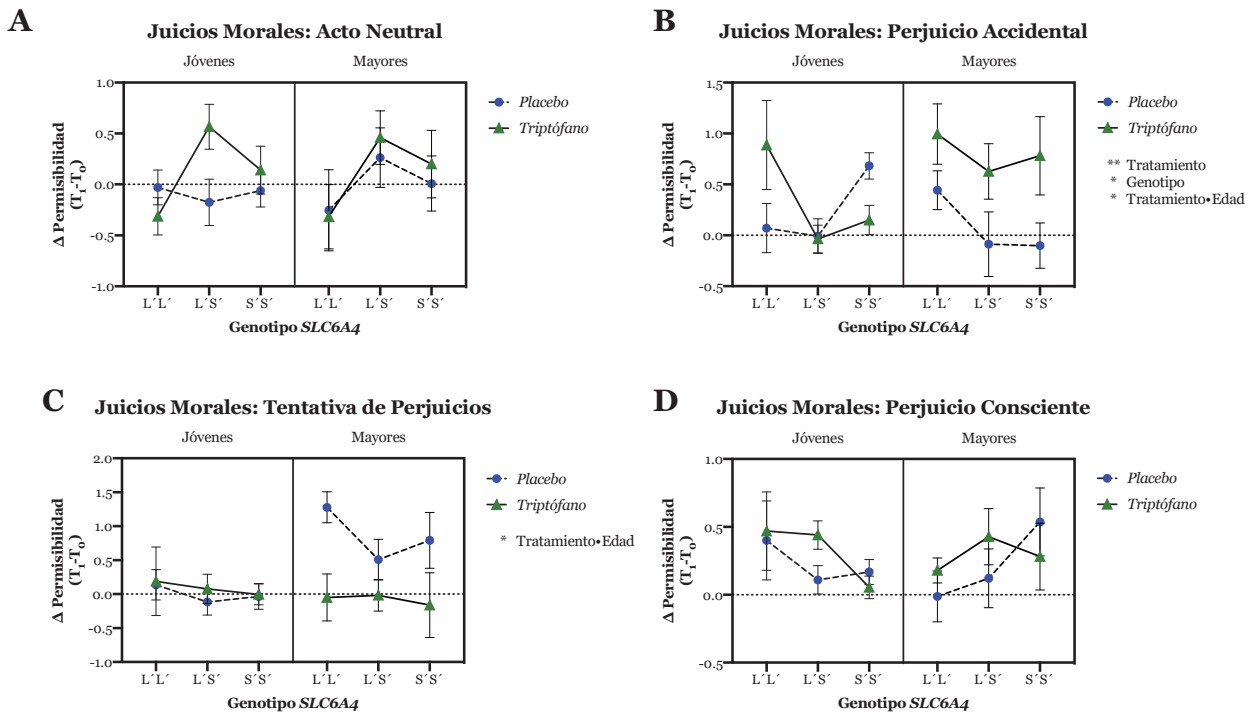 A
Juicios Morales: Acto Neutral
Jóvenes
Mayores
1.0
0.5
0.0
-0.5
-1.0
Δ Permisibilidad
(T₁-T₀)
L´L´ L´S´ S´S´ L´L´ L´S´ S´S´
Genotipo SLC6A4
Placebo
Triptófano
B
Juicios Morales: Perjuicio Accidental
Jóvenes
Mayores
1.5
1.0
0.5
0.0
-0.5
Δ Permisibilidad
(T₁-T₀)
L´L´ L´S´ S´S´ L´L´ L´S´ S´S´
Genotipo SLC6A4
Placebo
Triptófano
** Tratamiento
* Genotipo
* Tratamiento•Edad
C
Juicios Morales: Tentativa de Perjuicios
Jóvenes
Mayores
2.0
1.5
1.0
0.5
0.0
-0.5
-1.0
Δ Permisibilidad
(T₁-T₀)
L´L´ L´S´ S´S´ L´L´ L´S´ S´S´
Genotipo SLC6A4
Placebo
Triptófano
* Tratamiento•Edad
D
Juicios Morales: Perjuicio Consciente
Jóvenes
Mayores
1.0
0.5
0.0
-0.5
Δ Permisibilidad
(T₁-T₀)
L´L´ L´S´ S´S´ L´L´ L´S´ S´S´
Genotipo SLC6A4
Placebo
Triptófano